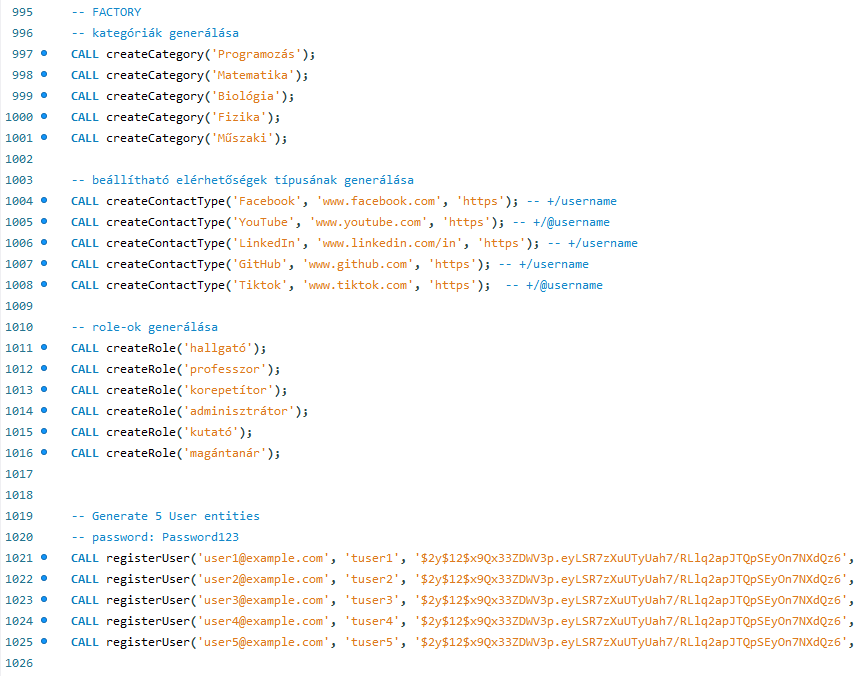 995 -- FACTORY
996 -- kategóriák generálása
997 CALL createCategory('Programozás');
998 CALL createCategory('Matematika');
999 CALL createCategory('Biológia');
1000 CALL createCategory('Fizika');
1001 CALL createCategory('Műszaki');
1002
1003 -- beállítható elérhetőségek típusának generálása
1004 CALL createContactType('Facebook', 'www.facebook.com', 'https'); -- +/username
1005 CALL createContactType('YouTube', 'www.youtube.com', 'https'); -- +/@username
1006 CALL createContactType('LinkedIn', 'www.linkedin.com/in', 'https'); -- +/username
1007 CALL createContactType('GitHub', 'www.github.com', 'https'); -- +/username
1008 CALL createContactType('Tiktok', 'www.tiktok.com', 'https');  -- +/@username
1009
1010 -- role-ok generálása
1011 CALL createRole('hallgató');
1012 CALL createRole('professzor');
1013 CALL createRole('korepetítor');
1014 CALL createRole('adminisztrátor');
1015 CALL createRole('kutató');
1016 CALL createRole('magántanár');
1017
1018
1019 -- Generate 5 User entities
1020 -- password: Password123
1021 CALL registerUser('user1@example.com', 'tuser1', '$2y$12$x9Qx33ZDWV3p.eyLSR7zXuUTyUah7/RLlq2apJTQpSEyOn7NXdQz6',
1022 CALL registerUser('user2@example.com', 'tuser2', '$2y$12$x9Qx33ZDWV3p.eyLSR7zXuUTyUah7/RLlq2apJTQpSEyOn7NXdQz6',
1023 CALL registerUser('user3@example.com', 'tuser3', '$2y$12$x9Qx33ZDWV3p.eyLSR7zXuUTyUah7/RLlq2apJTQpSEyOn7NXdQz6',
1024 CALL registerUser('user4@example.com', 'tuser4', '$2y$12$x9Qx33ZDWV3p.eyLSR7zXuUTyUah7/RLlq2apJTQpSEyOn7NXdQz6',
1025 CALL registerUser('user5@example.com', 'tuser5', '$2y$12$x9Qx33ZDWV3p.eyLSR7zXuUTyUah7/RLlq2apJTQpSEyOn7NXdQz6',
1026